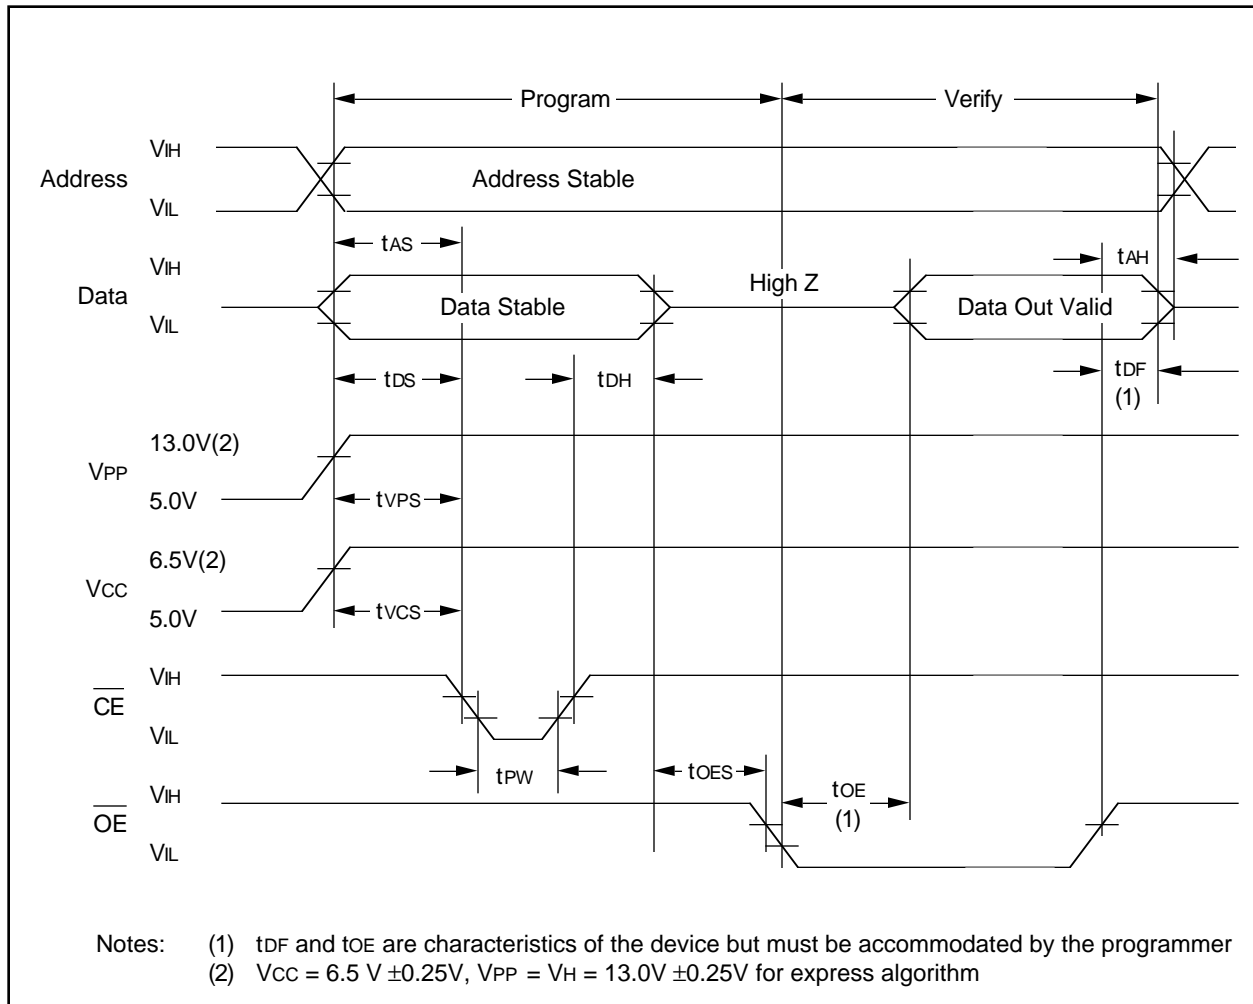 Program Verify
VIH
Address Address Stable
VIL
tAS
VIH tAH
Data Data Stable High Z Data Out Valid
VIL
tDS tDH tDF
(1)
13.0V(2)
VPP
5.0V tVPS
6.5V(2)
VCC
5.0V tVCS
VIH
CE
VIL
tPW tOES
VIH tOE
OE (1)
VIL
Notes: (1) tDF and tOE are characteristics of the device but must be accommodated by the programmer
(2) VCC = 6.5 V ±0.25V, VPP = VH = 13.0V ±0.25V for express algorithm